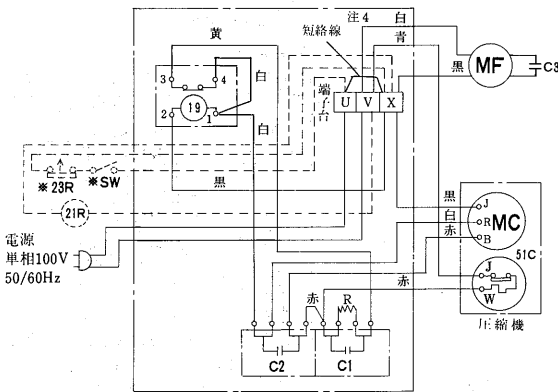 注4
白
黄
短絡線
青
3
4
白
端子台
U V X
黒
MF
C3
19
2
1
白
※23R
※SW
黒
21R
黒
J
白
R
MC
赤
B
51C
電源
単相100V
50/60Hz
J
赤
W
圧縮機
赤
R
C2
C1